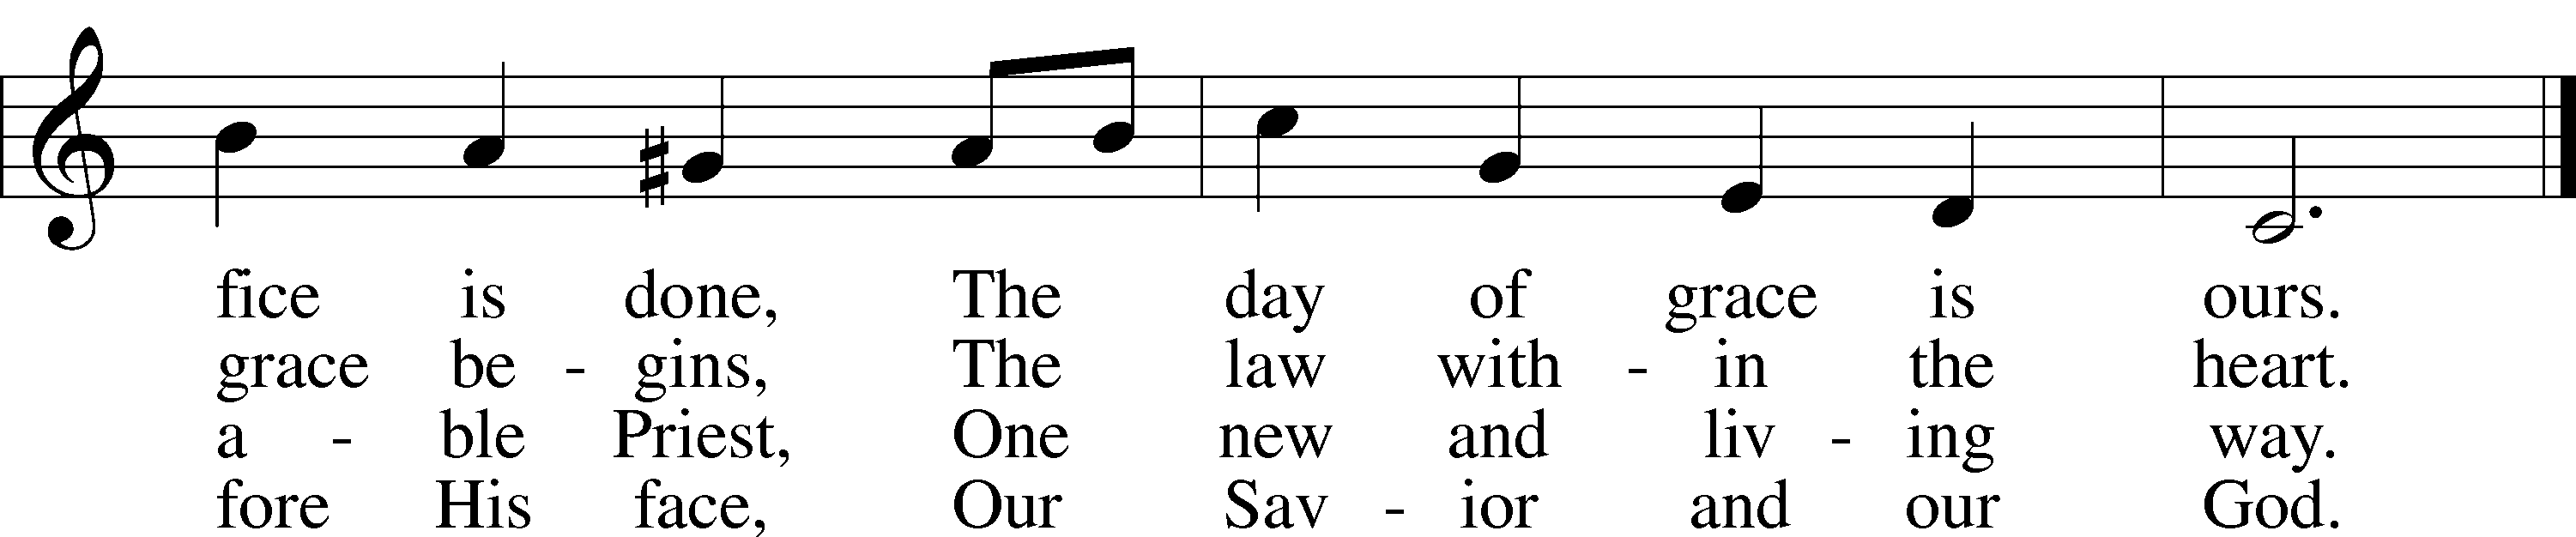 fice is done, The day of grace is ours.
grace be - gins, The law with - in the heart.
a - ble Priest, One new and liv - ing way.
fore His face, Our Sav - ior and our God.